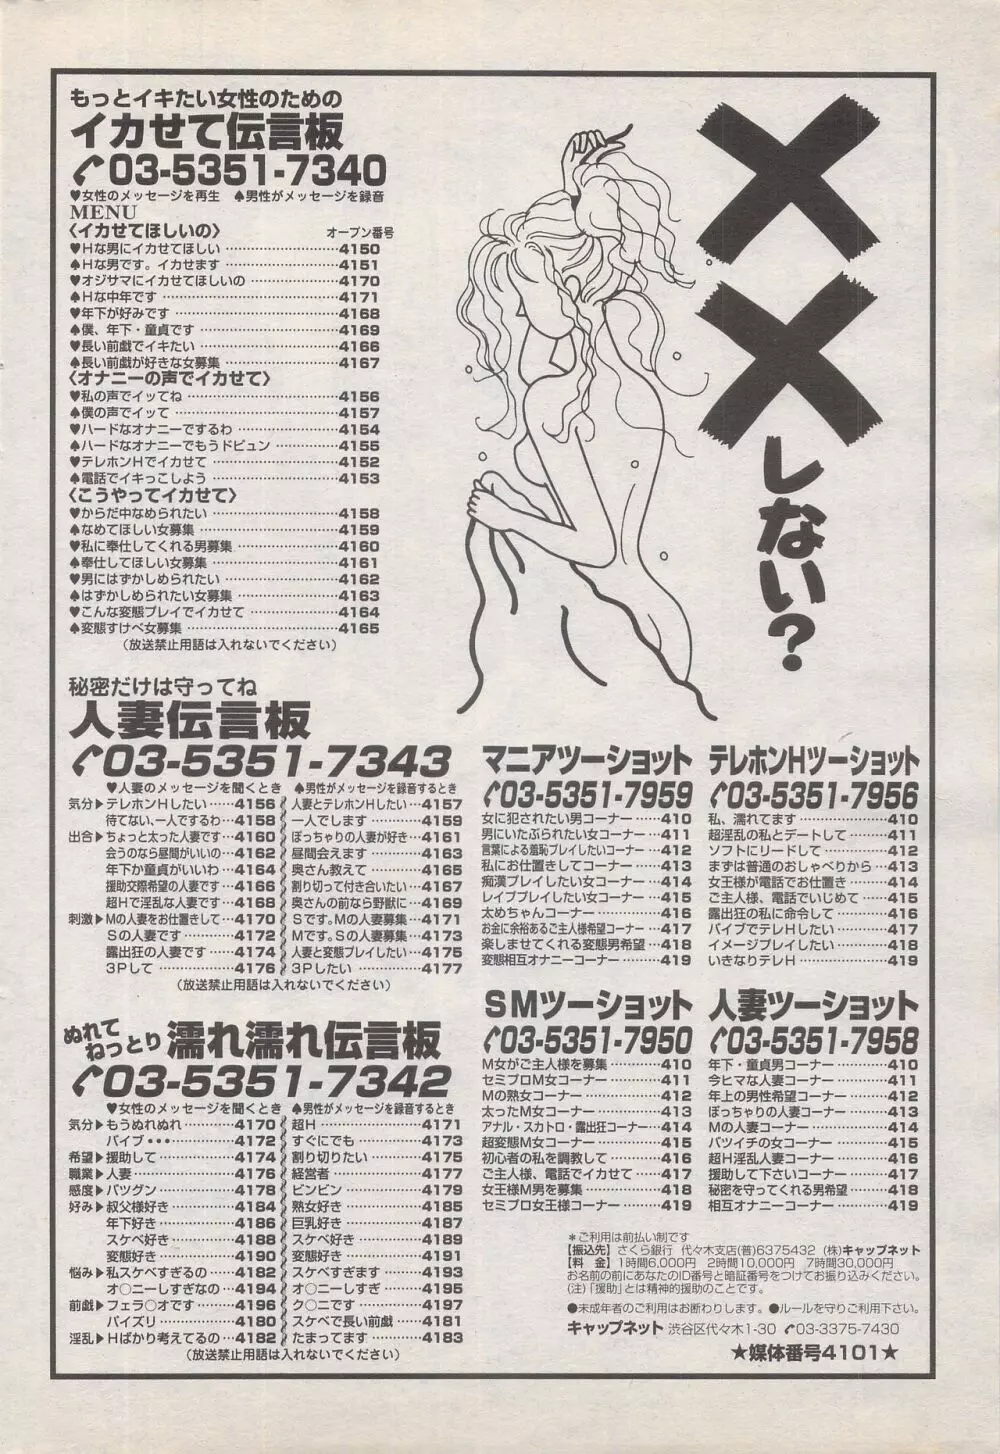 もっとイキたい女性のための
イカせて伝言板
03-5351-7340
♥女性のメッセージを再生 ♠男性がメッセージを録音
MENU
〈イカせてほしいの〉 オープン番号
♥Hな男にイカせてほしい……4150
♠Hな男です。イカせます……4151
♥オジサマにイカせてほしいの……4170
♠Hな中年です……4171
♥年下が好みです……4168
♠僕、年下・童貞です……4169
♥長い前戯でイキたい……4166
♠長い前戯が好きな女募集……4167
〈オナニーの声でイカせて〉
♥私の声でイッてね……4156
♠僕の声でイッて……4157
♥ハードなオナニーでするわ……4154
♠ハードなオナニーでもうドピュン……4155
♥テレホンHでイカせて……4152
♠電話でイキっこしよう……4153
〈こうやってイカせて〉
♥からだ中なめられたい……4158
♠なめてほしい女募集……4159
♥私に奉仕してくれる男募集……4160
♠奉仕してほしい女募集……4161
♥男にはずかしめられたい……4162
♠はずかしめられたい女募集……4163
♥こんな変態プレイでイカせて……4164
♠変態すけべ女募集……4165
(放送禁止用語は入れないでください)
××しない?
秘密だけは守ってね
人妻伝言板
03-5351-7343
♥人妻のメッセージを聞くとき ♠男性がメッセージを録音するとき
気分▶テレホンHしたい……4156 人妻とテレホンHしたい…4157
待てない、一人でするわ…4158 一人でします……4159
出合▶ちょっと太った人妻です…4160 ぽっちゃりの人妻が好き…4161
会うのなら昼間がいいの…4162 昼間会えます……4163
年下か童貞がいいわ…4164 奥さん教えて……4165
援助交際希望の人妻です…4166 割り切って付き合いたい…4167
超Hで淫乱な人妻です…4168 奥さんの前なら野獣に…4169
刺激▶Mの人妻をお仕置きして…4170 Sです。Mの人妻募集…4171
Sの人妻です……4172 Mです。Sの人妻募集…4173
露出狂の人妻です……4174 人妻と変態プレイしたい…4175
3Pして……4176 3Pしたい……4177
(放送禁止用語は入れないでください)
ぬれて
ねっとり 濡れ濡れ伝言板
03-5351-7342
♥女性のメッセージを聞くとき ♠男性がメッセージを録音するとき
気分▶もうぬれぬれ……4170 超H……4171
バイブ・・・……4172 すぐにでも……4173
希望▶援助して……4174 割り切りたい……4175
職業▶人妻……4176 経営者……4177
感度▶バツグン……4178 ビンビン……4179
好み▶叔父様好き……4184 熟女好き……4185
年下好き……4186 巨乳好き……4187
スケベ好き……4188 スケベ好き……4189
変態好き……4190 変態好き……4191
悩み▶私スケベすぎるの……4182 スケベすぎます……4193
オ○ニーしすぎなの…4194 オ○ニーしすぎ……4195
前戯▶フェラ○オです……4196 ク○ニです……4197
パイズリ……4180 スケベで長い前戯……4181
淫乱▶Hばかり考えてるの…4182 たまってます……4183
(放送禁止用語は入れないでください)
マニアツーショット
03-5351-7959
女に犯されたい男コーナー…410
男にいたぶられたい女コーナー…411
言葉による羞恥プレイしたいコーナー…412
私にお仕置きしてコーナー…413
痴漢プレイしたい女コーナー…414
レイププレイしたい女コーナー…415
太めちゃんコーナー……416
お金に余裕あるご主人様希望コーナー…417
楽しませてくれる変態男希望…418
変態相互オナニーコーナー…419
テレホンHツーショット
03-5351-7956
私、濡れてます……410
超淫乱の私とデートして……411
ソフトにリードして……412
まずは普通のおしゃべりから…413
女王様が電話でお仕置き……414
ご主人様、電話でいじめて…415
露出狂の私に命令して……416
バイブでテレHしたい……417
イメージプレイしたい……418
いきなりテレH……419
SMツーショット
03-5351-7950
M女がご主人様を募集……410
セミプロM女コーナー……411
Mの熟女コーナー……412
太ったM女コーナー……413
アナル・スカトロ・露出狂コーナー…414
超変態M女コーナー……415
初心者の私を調教して……416
ご主人様、電話でイカせて…417
女王様M男を募集……418
セミプロ女王様コーナー……419
人妻ツーショット
03-5351-7958
年下・童貞男コーナー……410
今ヒマな人妻コーナー……411
年上の男性希望コーナー……412
ぽっちゃりの人妻コーナー…413
Mの人妻コーナー……414
バツイチの女コーナー……415
超H淫乱人妻コーナー……416
援助して下さいコーナー……417
秘密を守ってくれる男希望…418
相互オナニーコーナー……419
*ご利用は前払い制です
【振込先】さくら銀行 代々木支店(普)6375432 (株)キャップネット
【料 金】1時間6,000円 2時間10,000円 7時間30,000円
お名前の前にあなたのID番号と暗証番号をつけてお振り込みください。
(注)「援助」とは精神的援助のことです。
●未成年者のご利用はお断わりします。●ルールを守りご利用下さい。
キャップネット 渋谷区代々木1-30 03-3375-7430
★媒体番号4101★